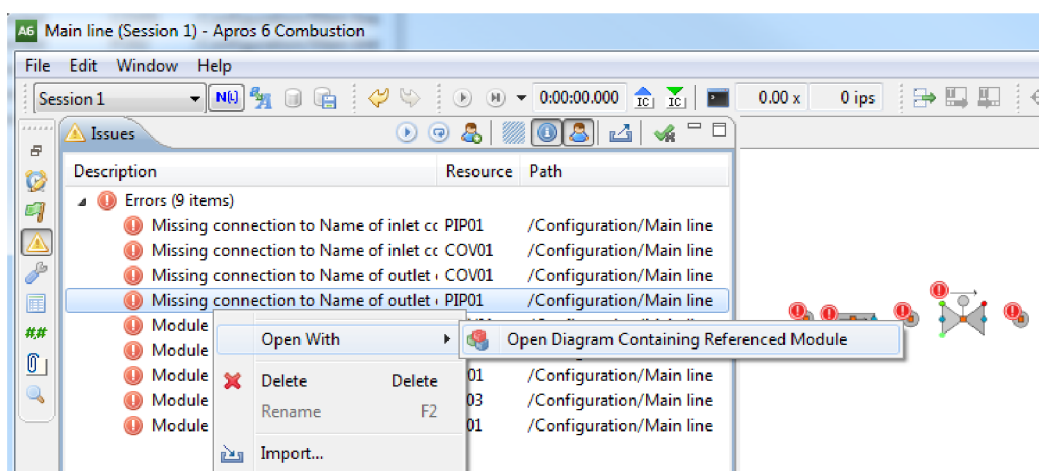 A6 Main line (Session 1) - Apros 6 Combustion
File Edit Window Help
Session 1 N(t) 0:00:00.000 IC IC 0.00 x 0 ips
Issues
Description Resource Path
Errors (9 items)
Missing connection to Name of inlet cc PIP01 /Configuration/Main line
Missing connection to Name of inlet cc COV01 /Configuration/Main line
Missing connection to Name of outlet COV01 /Configuration/Main line
Missing connection to Name of outlet PIP01 /Configuration/Main line
Module
Open With Open Diagram Containing Referenced Module
Module
Module 01 /Configuration/Main line
Delete Delete
Module 03 /Configuration/Main line
Rename F2
Module 01 /Configuration/Main line
Import...
##